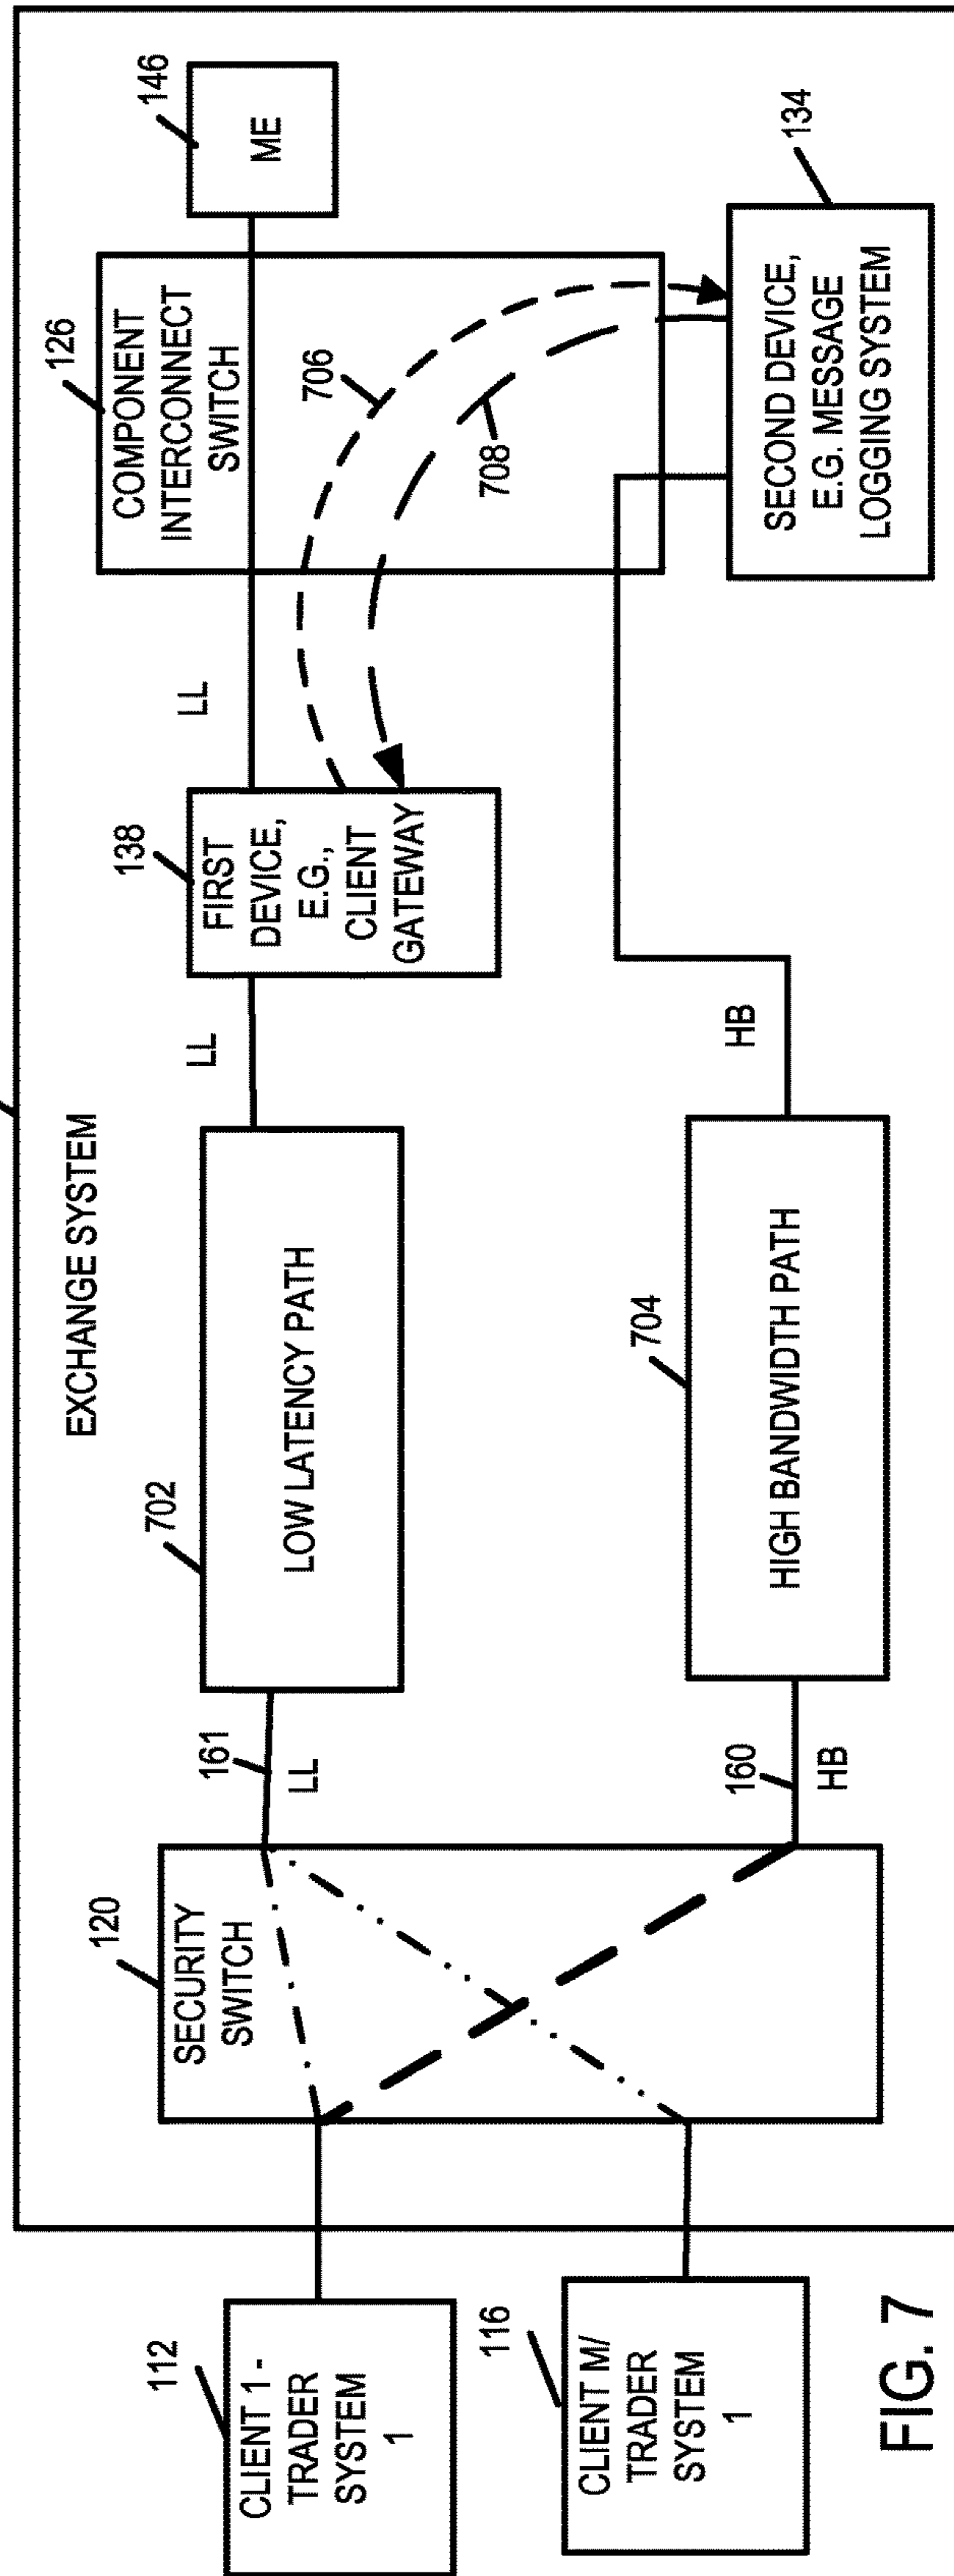 EXCHANGE SYSTEM
112
CLIENT 1 -
TRADER
SYSTEM
1
116
CLIENT M/
TRADER
SYSTEM
1
120
SECURITY
SWITCH
161
LL
160
HB
702
LOW LATENCY PATH
704
HIGH BANDWIDTH PATH
LL
HB
138
FIRST
DEVICE,
E.G.,
CLIENT
GATEWAY
LL
126
COMPONENT
INTERCONNECT
SWITCH
706
708
146
ME
134
SECOND DEVICE,
E.G. MESSAGE
LOGGING SYSTEM
FIG. 7